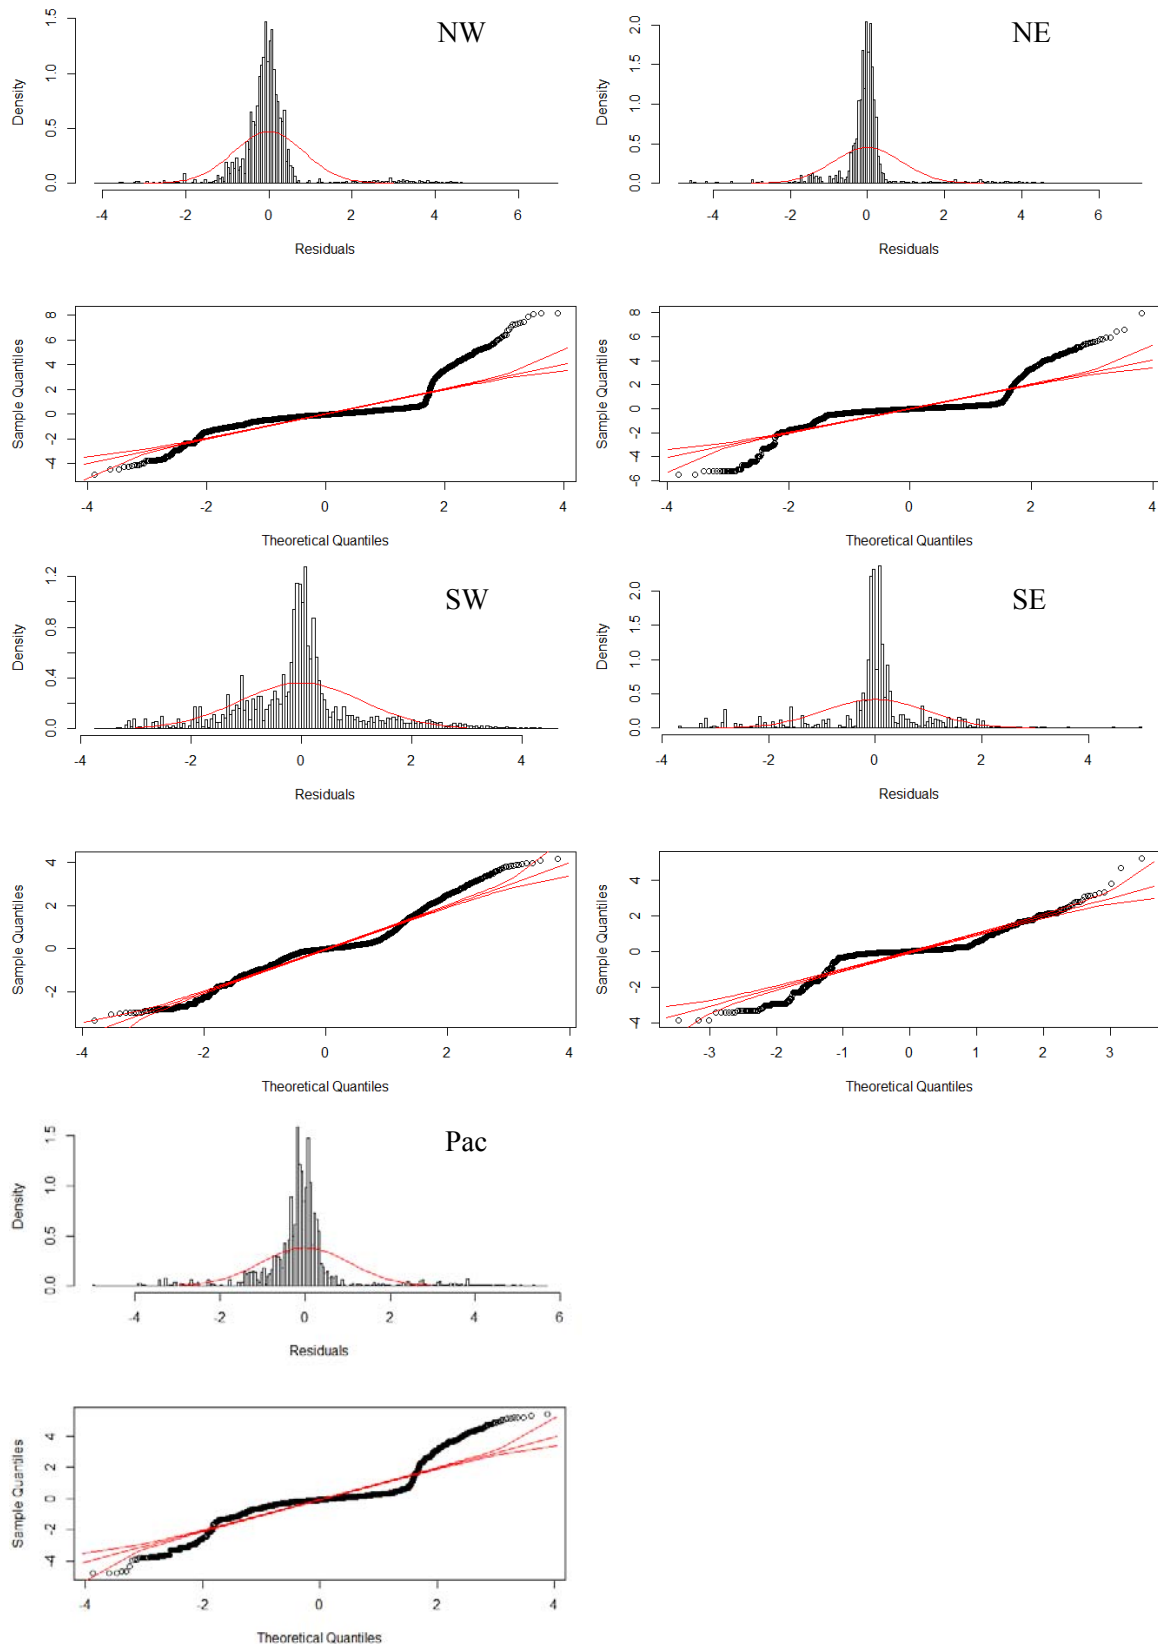 NW
Density
0.0 0.5 1.0 1.5
-4 -2 0 2 4 6
Residuals
NE
Density
0.0 0.5 1.0 1.5 2.0
-4 -2 0 2 4 6
Residuals
Sample Quantiles
-4 -2 0 2 4 6 8
-4 -2 0 2 4
Theoretical Quantiles
Sample Quantiles
-6 -4 -2 0 2 4 6 8
-4 -2 0 2 4
Theoretical Quantiles
SW
Density
0.0 0.4 0.8 1.2
-4 -2 0 2 4
Residuals
SE
Density
0.0 0.5 1.0 1.5 2.0
-4 -2 0 2 4
Residuals
Sample Quantiles
-2 0 2 4
-4 -2 0 2 4
Theoretical Quantiles
Sample Quantiles
-4 -2 0 2 4
-3 -2 -1 0 1 2 3
Theoretical Quantiles
Pac
Density
0.0 0.5 1.0 1.5
-4 -2 0 2 4 6
Residuals
Sample Quantiles
-4 -2 0 2 4
-4 -2 0 2 4
Theoretical Quantiles